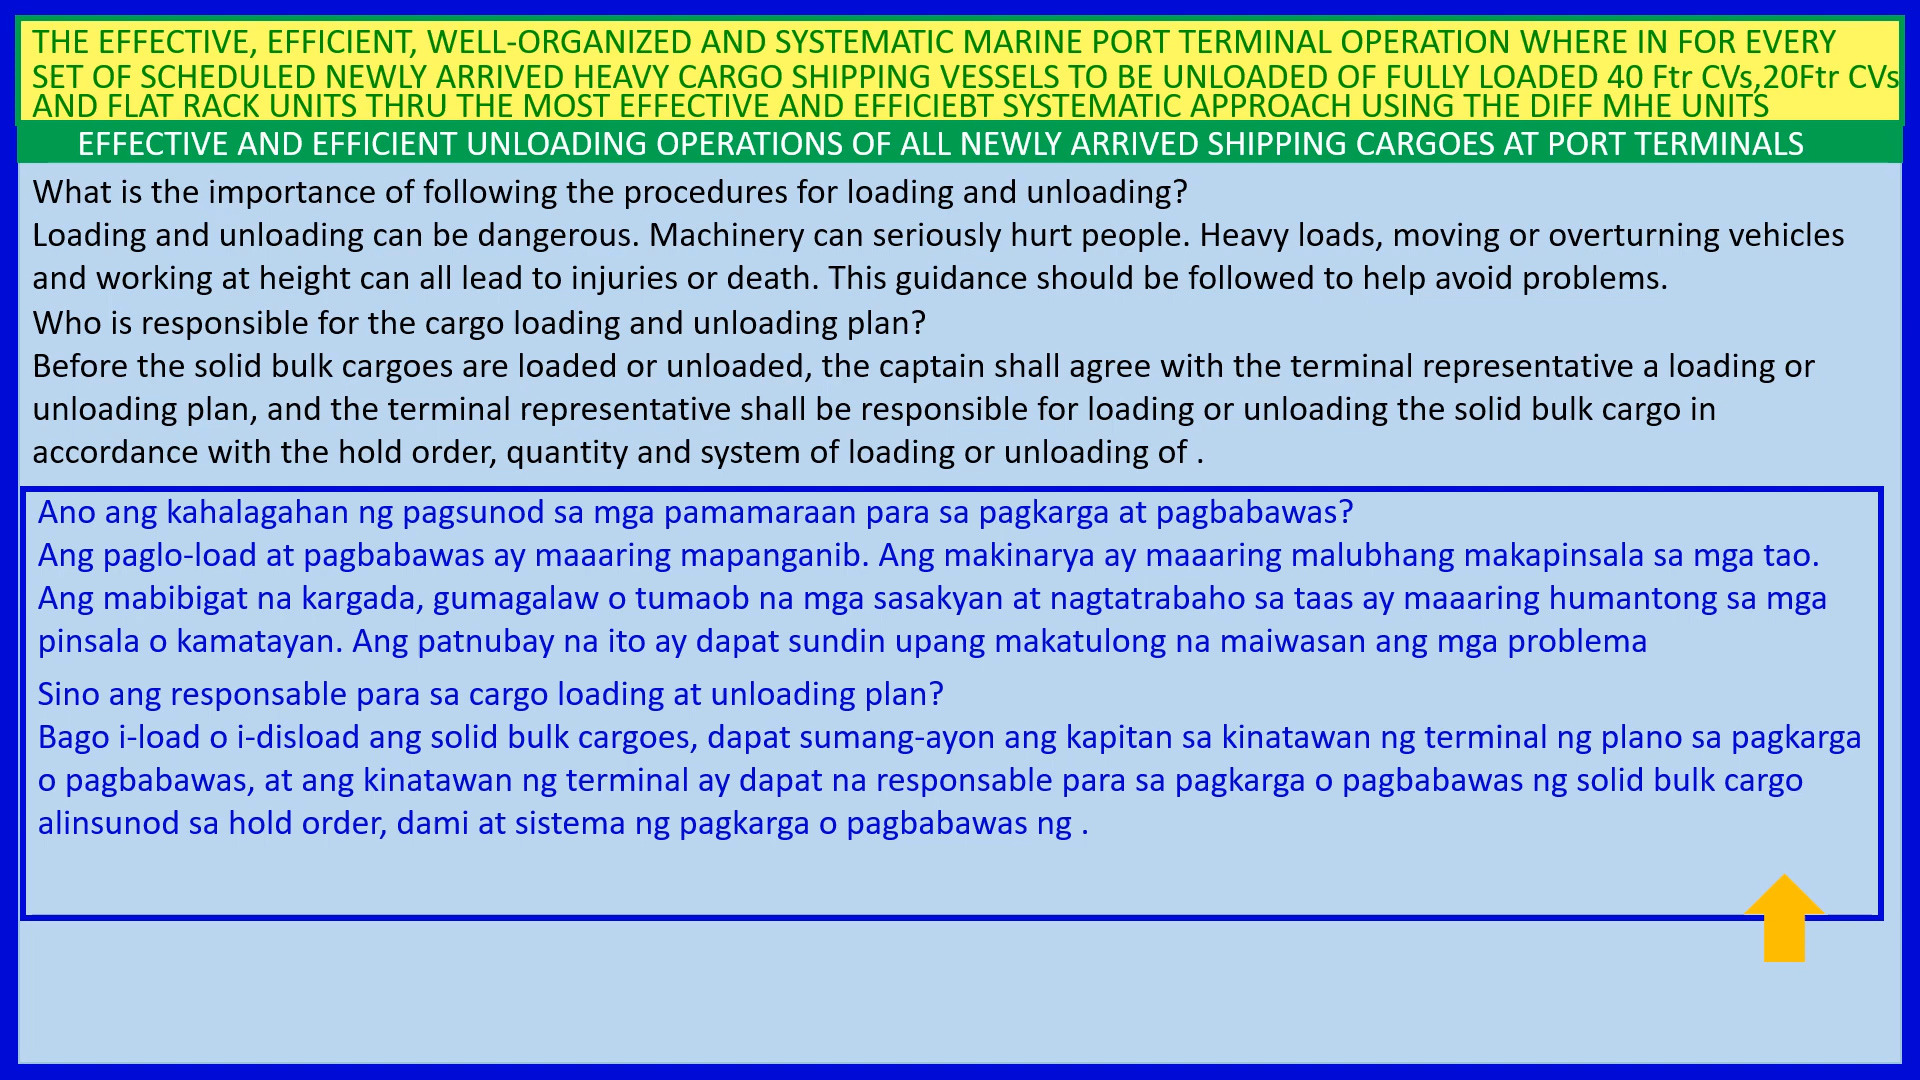 THE EFFECTIVE, EFFICIENT, WELL-ORGANIZED AND SYSTEMATIC MARINE PORT TERMINAL OPERATION WHERE IN FOR EVERY
SET OF SCHEDULED NEWLY ARRIVED HEAVY CARGO SHIPPING VESSELS TO BE UNLOADED OF FULLY LOADED 40 Ftr CVs,20Ftr CVs
AND FLAT RACK UNITS THRU THE MOST EFFECTIVE AND EFFICIEBT SYSTEMATIC APPROACH USING THE DIFF MHE UNITS
EFFECTIVE AND EFFICIENT UNLOADING OPERATIONS OF ALL NEWLY ARRIVED SHIPPING CARGOES AT PORT TERMINALS
What is the importance of following the procedures for loading and unloading?
Loading and unloading can be dangerous. Machinery can seriously hurt people. Heavy loads, moving or overturning vehicles
and working at height can all lead to injuries or death. This guidance should be followed to help avoid problems.
Who is responsible for the cargo loading and unloading plan?
Before the solid bulk cargoes are loaded or unloaded, the captain shall agree with the terminal representative a loading or
unloading plan, and the terminal representative shall be responsible for loading or unloading the solid bulk cargo in
accordance with the hold order, quantity and system of loading or unloading of .
Ano ang kahalagahan ng pagsunod sa mga pamamaraan para sa pagkarga at pagbabawas?
Ang paglo-load at pagbabawas ay maaaring mapanganib. Ang makinarya ay maaaring malubhang makapinsala sa mga tao.
Ang mabibigat na kargada, gumagalaw o tumaob na mga sasakyan at nagtatrabaho sa taas ay maaaring humantong sa mga
pinsala o kamatayan. Ang patnubay na ito ay dapat sundin upang makatulong na maiwasan ang mga problema
Sino ang responsable para sa cargo loading at unloading plan?
Bago i-load o i-disload ang solid bulk cargoes, dapat sumang-ayon ang kapitan sa kinatawan ng terminal ng plano sa pagkarga
o pagbabawas, at ang kinatawan ng terminal ay dapat na responsable para sa pagkarga o pagbabawas ng solid bulk cargo
alinsunod sa hold order, dami at sistema ng pagkarga o pagbabawas ng .